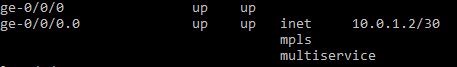 ge-0/0/0 up up
ge-0/0/0.0 up up inet 10.0.1.2/30
mpls
multiservice